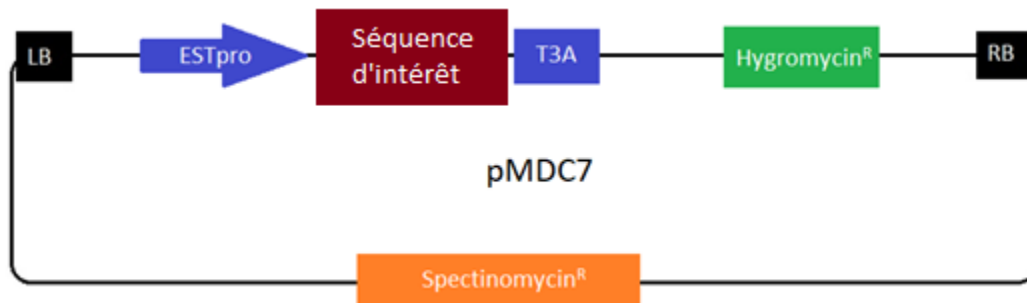 LB
ESTpro
Séquence
d'intérêt
T3A
Hygromycinᴿ
RB
pMDC7
Spectinomycinᴿ